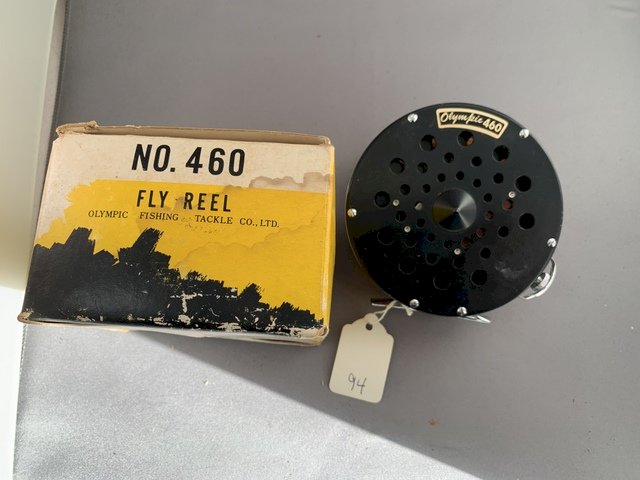 NO. 460
FLY REEL
OLYMPIC FISHING TACKLE CO., LTD.
Olympic 460
94